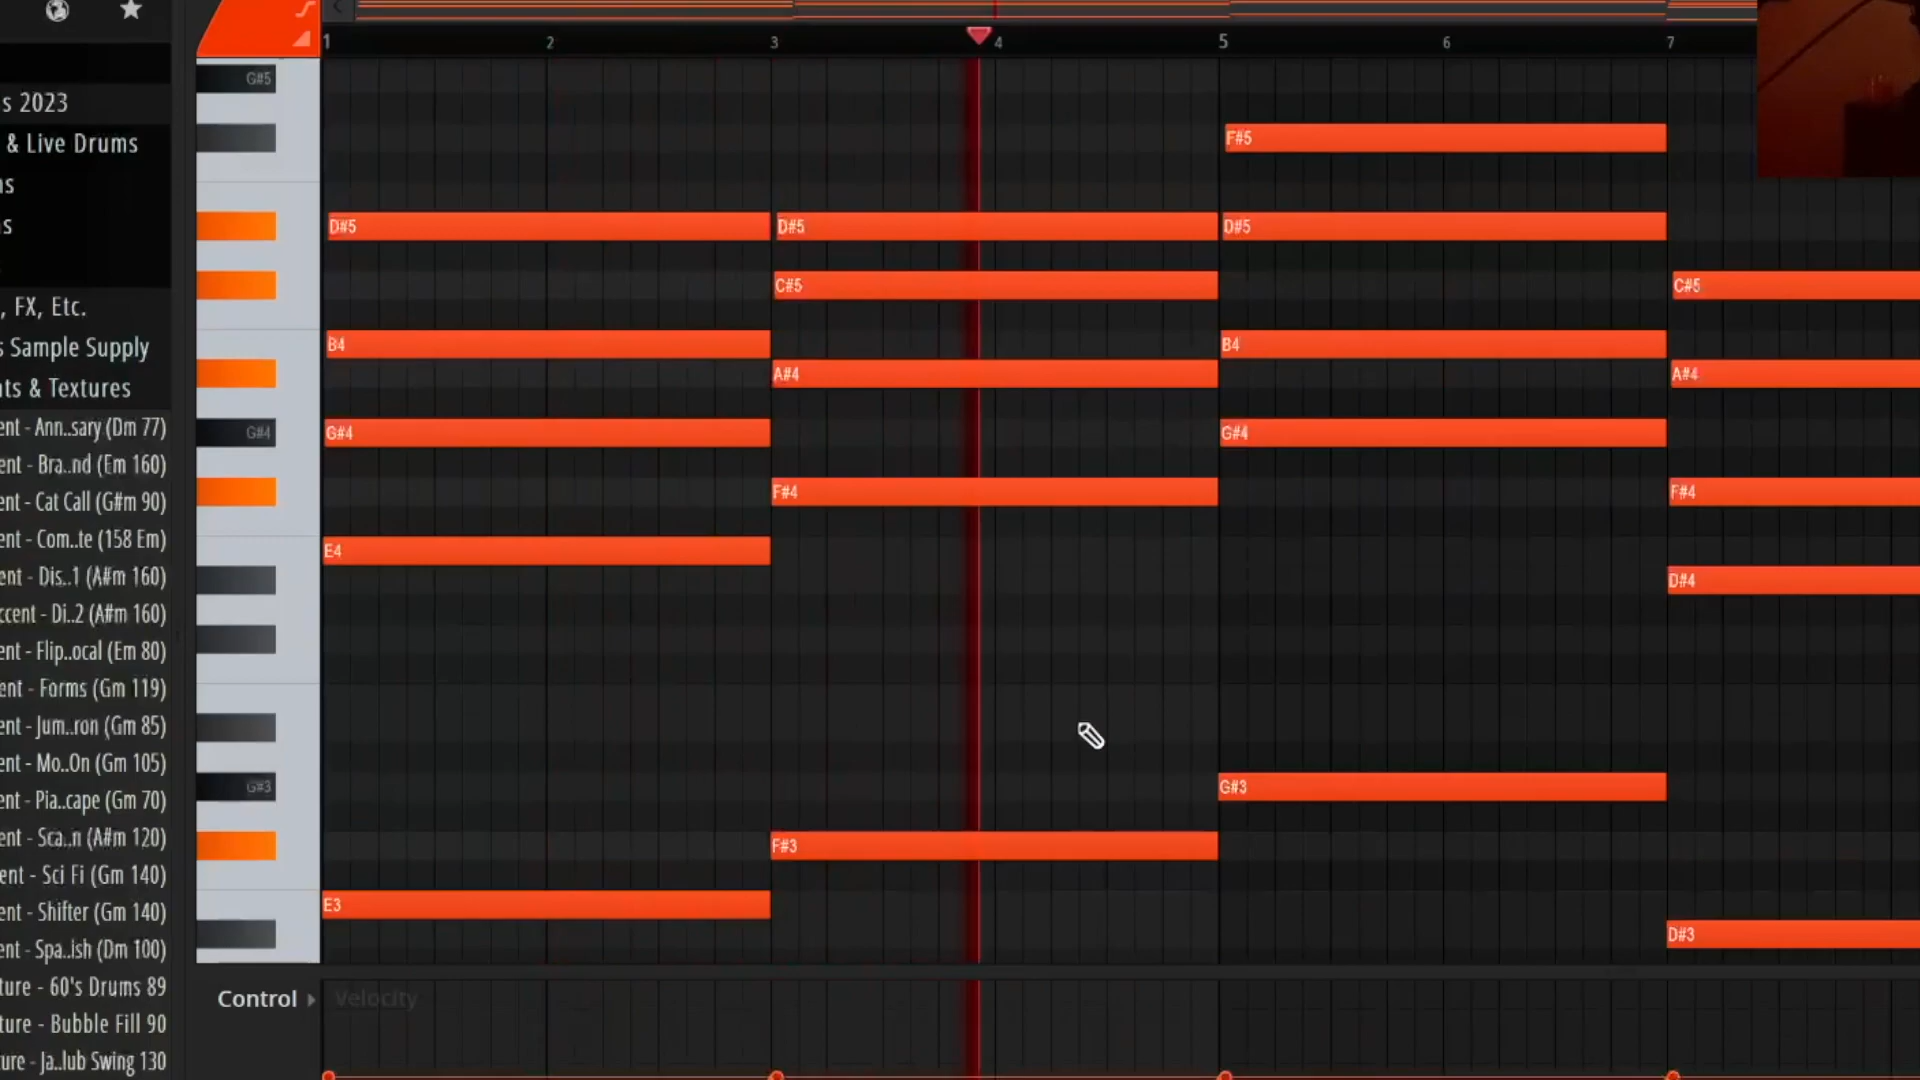 1 2 3 4 5 6 7
s 2023
& Live Drums
ns
ns
, FX, Etc.
s Sample Supply
nts & Textures
ent - Ann..sary (Dm 77)
ent - Bra..nd (Em 160)
ent - Cat Call (G#m 90)
ent - Com..te (158 Em)
ent - Dis..1 (A#m 160)
ccent - Di..2 (A#m 160)
ent - Flip..ocal (Em 80)
ent - Forms (Gm 119)
ent - Jum..ron (Gm 85)
ent - Mo..On (Gm 105)
ent - Pia..cape (Gm 70)
ent - Sca..n (A#m 120)
ent - Sci Fi (Gm 140)
ent - Shifter (Gm 140)
ent - Spa..ish (Dm 100)
ture - 60's Drums 89
ture - Bubble Fill 90
ure - Ja..lub Swing 130
G#5
F#5
D#5 D#5 D#5
C#5 C#5
B4 B4
A#4 A#4
G#4 G#4 G#4
F#4 F#4
E4
D#4
G#3 G#3
F#3
E3
D#3
Control Velocity